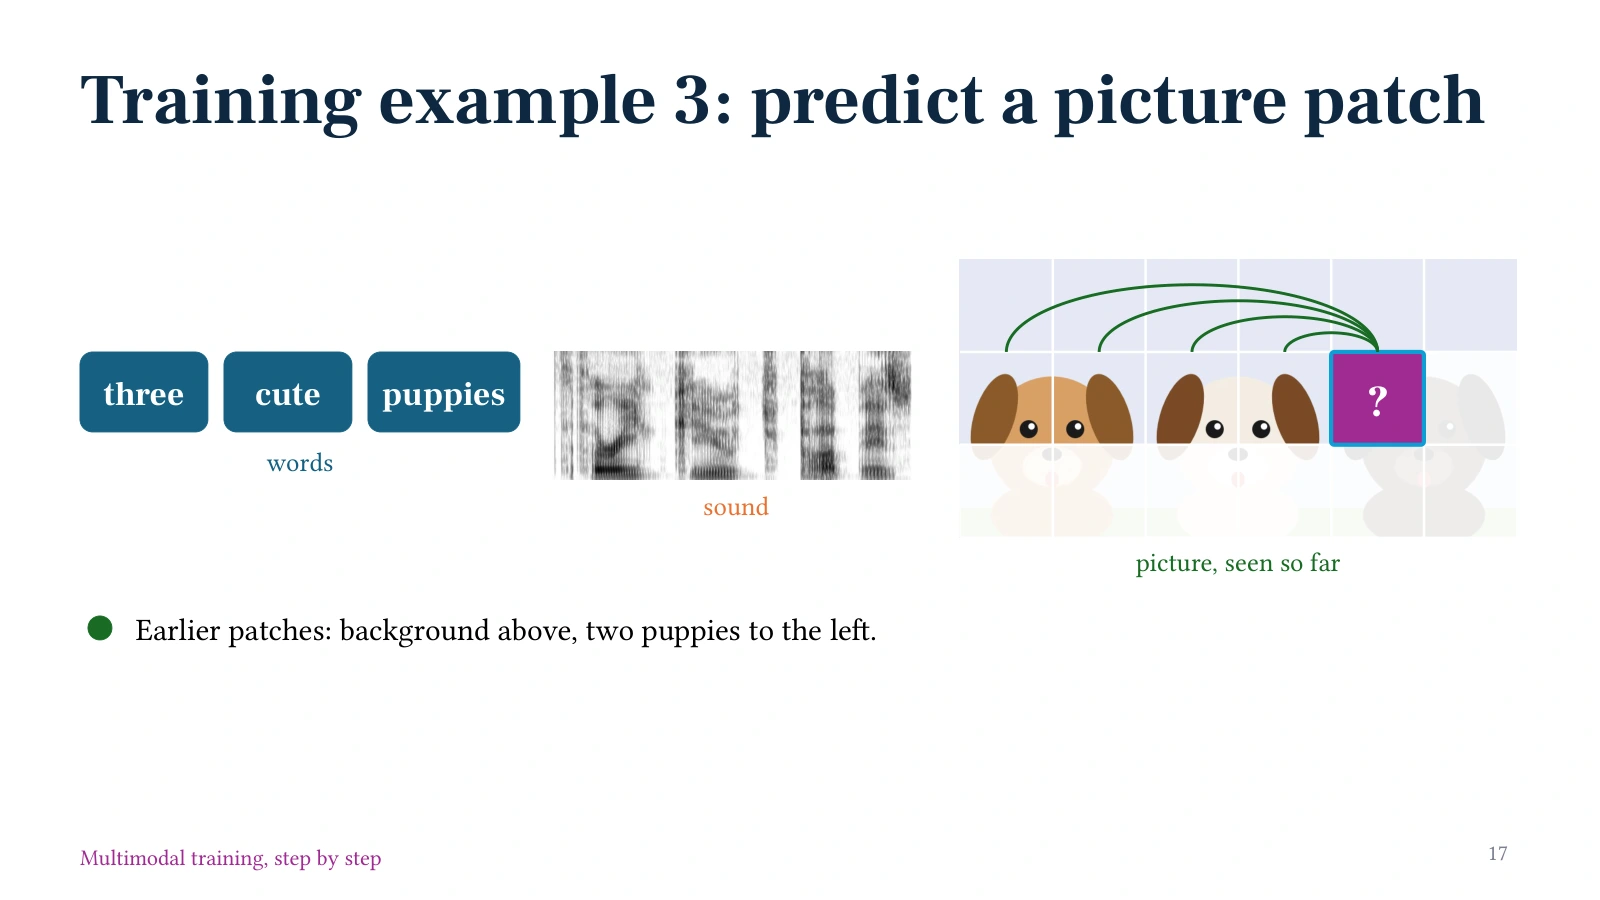 Training example 3: predict a picture patch
three cute puppies
words
sound
?
picture, seen so far
Earlier patches: background above, two puppies to the left.
Multimodal training, step by step
17